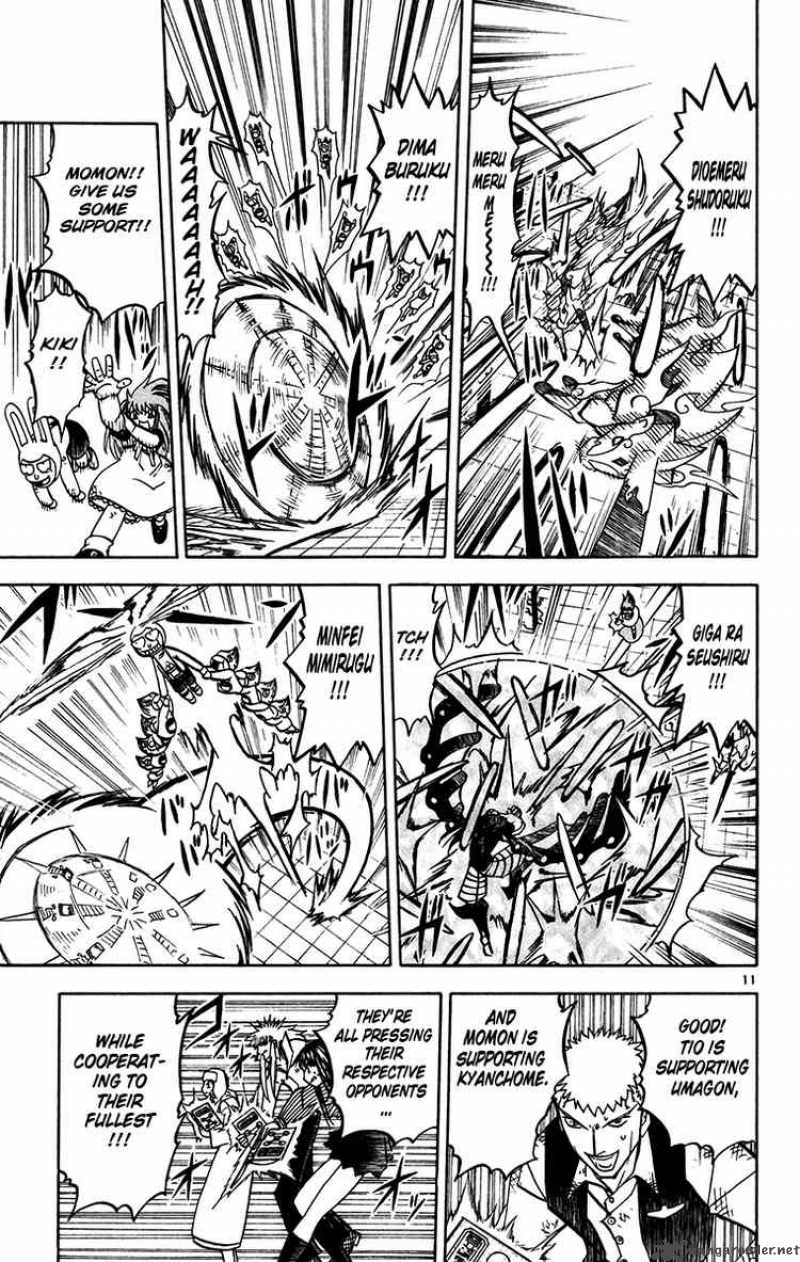 DIOEMERU
SHUDORUKU
!!!
MERU
MERU
ME~~
!!!
DIMA
BURUKU
!!!
WAAAAAAAH!!
MOMON!!
GIVE US
SOME
SUPPORT!!
KIKI
!!
GIGA RA
SEUSHIRU
!!!
TCH
!!!
MINFEI
MIMIRUGU
!!!
11
GOOD!
TIO IS
SUPPORTING
UMAGON,
AND
MOMON IS
SUPPORTING
KYANCHOME.
THEY'RE
ALL PRESSING
THEIR
RESPECTIVE
OPPONENTS
...
WHILE
COOPERAT-
ING TO
THEIR
FULLEST
!!!